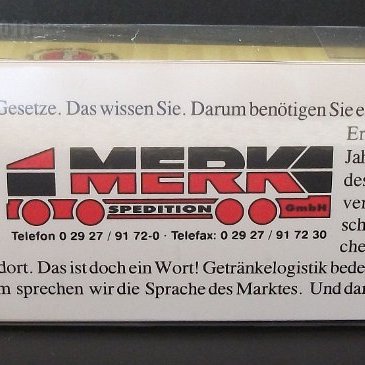 Gesetze. Das wissen Sie. Darum benötigen Sie e
Er
Jah
des
ver
sch
che
MERK
SPEDITION
GmbH
Telefon 0 29 27 / 91 72-0 · Telefax: 0 29 27 / 91 72 30
dort. Das ist doch ein Wort! Getränkelogistik bede
m sprechen wir die Sprache des Marktes. Und dar